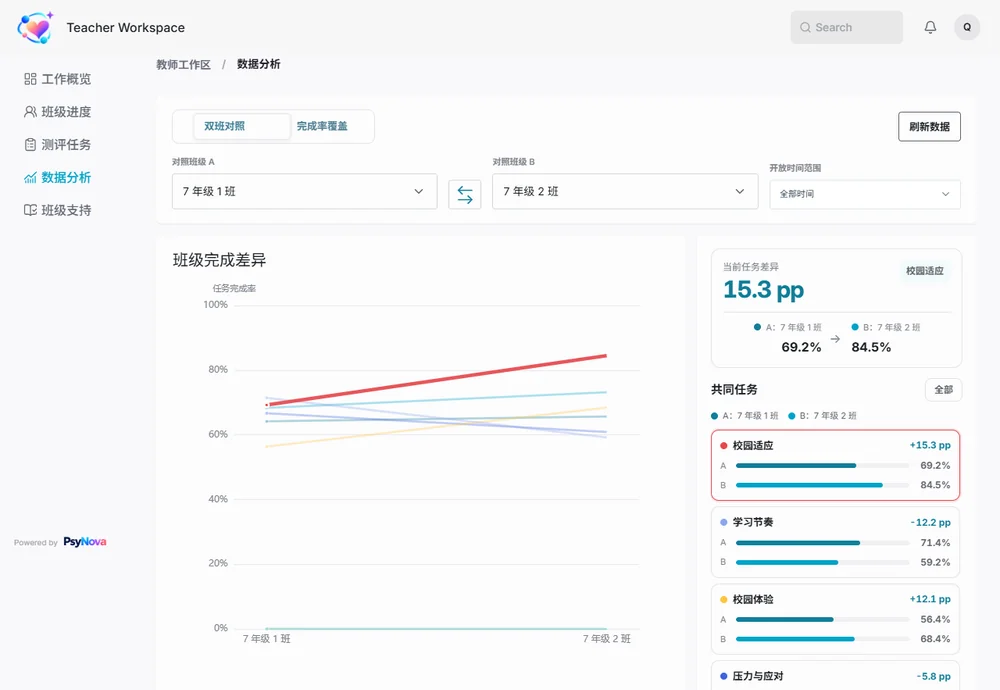 Teacher Workspace
Search
Q
工作概览
班级进度
测评任务
数据分析
班级支持
Powered by PsyNova
教师工作区 / 数据分析
双班对照 完成率覆盖
刷新数据
对照班级 A
7 年级 1 班
对照班级 B
7 年级 2 班
开放时间范围
全部时间
班级完成差异
任务完成率
100%
80%
60%
40%
20%
0%
7 年级 1 班
7 年级 2 班
当前任务差异
校园适应
15.3 pp
A: 7 年级 1 班
69.2%
B: 7 年级 2 班
84.5%
共同任务
全部
A: 7 年级 1 班 B: 7 年级 2 班
校园适应 +15.3 pp
A 69.2%
B 84.5%
学习节奏 -12.2 pp
A 71.4%
B 59.2%
校园体验 +12.1 pp
A 56.4%
B 68.4%
压力与应对 -5.8 pp